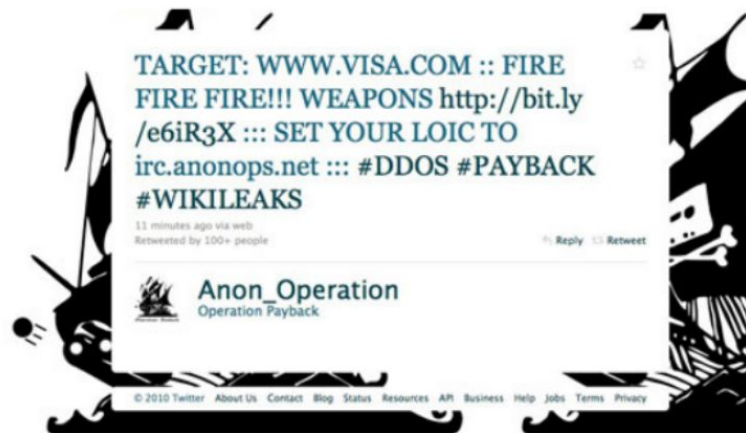 TARGET: WWW.VISA.COM :: FIRE
FIRE FIRE!!! WEAPONS http://bit.ly
/e6iR3X ::: SET YOUR LOIC TO
irc.anonops.net ::: #DDOS #PAYBACK
#WIKILEAKS
11 minutes ago via web
Retweeted by 100+ people
Reply Retweet
Anon_Operation
Operation Payback
© 2010 Twitter About Us Contact Blog Status Resources API Business Help Jobs Terms Privacy